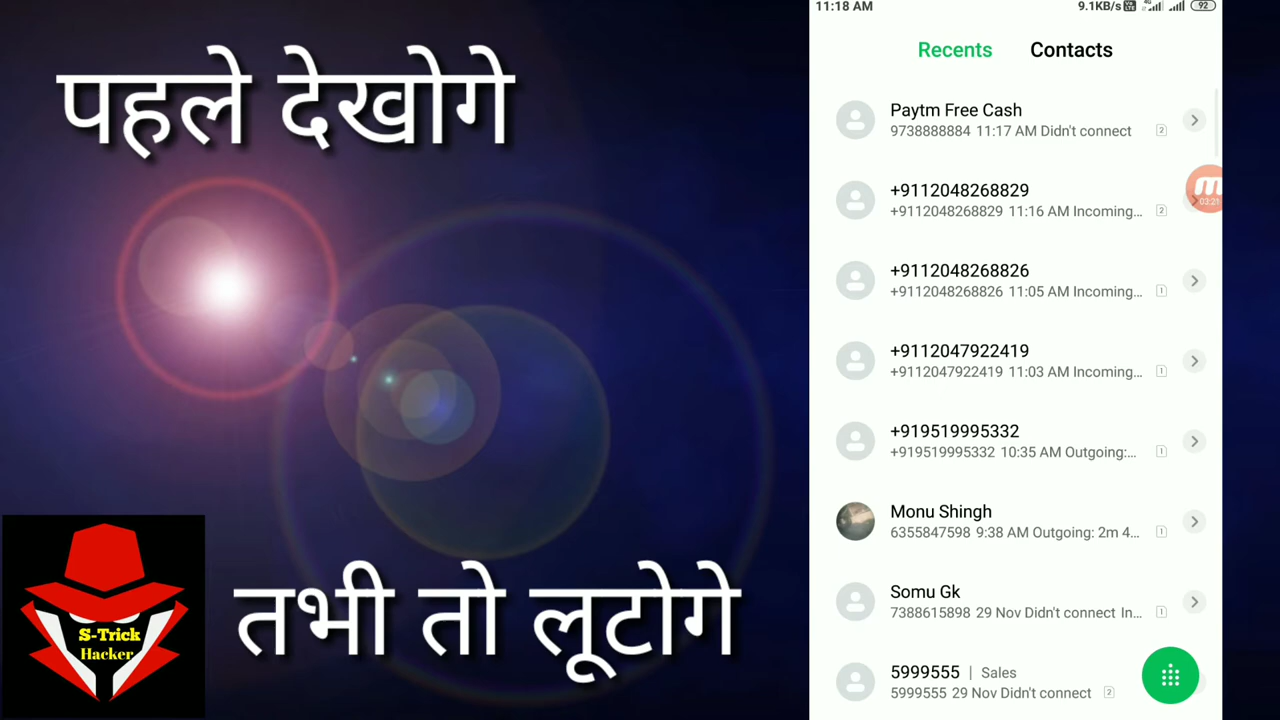 पहले देखोगे
तभी तो लूटोगे
S-Trick
Hacker
11:18 AM
9.1KB/s
4G
92
Recents
Contacts
Paytm Free Cash
9738888884 11:17 AM Didn't connect
2
+9112048268829
+9112048268829 11:16 AM Incoming...
2
03:21
+9112048268826
+9112048268826 11:05 AM Incoming...
1
+9112047922419
+9112047922419 11:03 AM Incoming...
1
+919519995332
+919519995332 10:35 AM Outgoing:...
1
Monu Shingh
6355847598 9:38 AM Outgoing: 2m 4...
1
Somu Gk
7388615898 29 Nov Didn't connect In...
1
5999555 | Sales
5999555 29 Nov Didn't connect
2